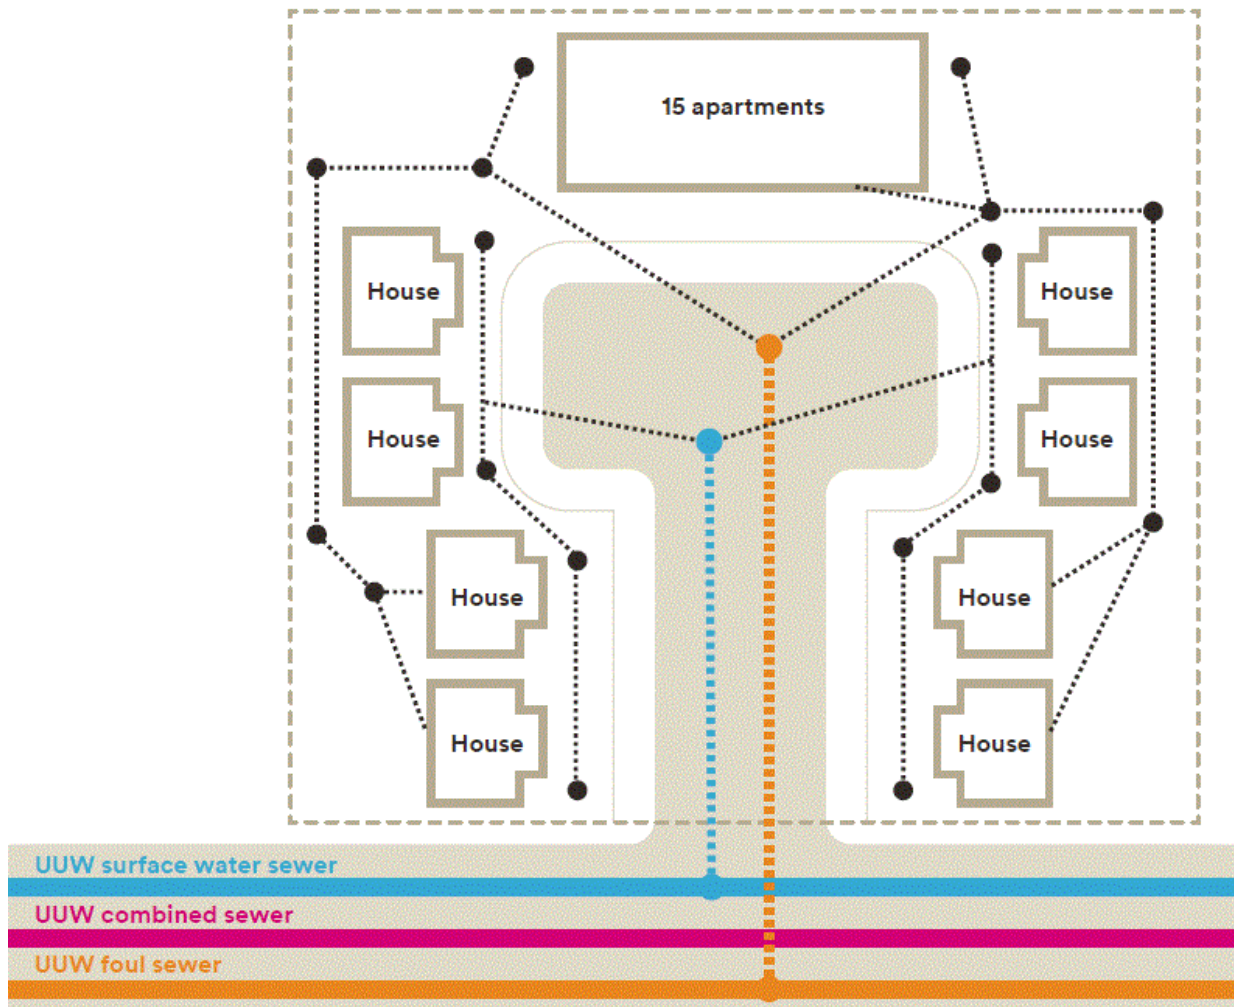 15 apartments
House
House
House
House
House
House
House
House
UUW surface water sewer
UUW combined sewer
UUW foul sewer